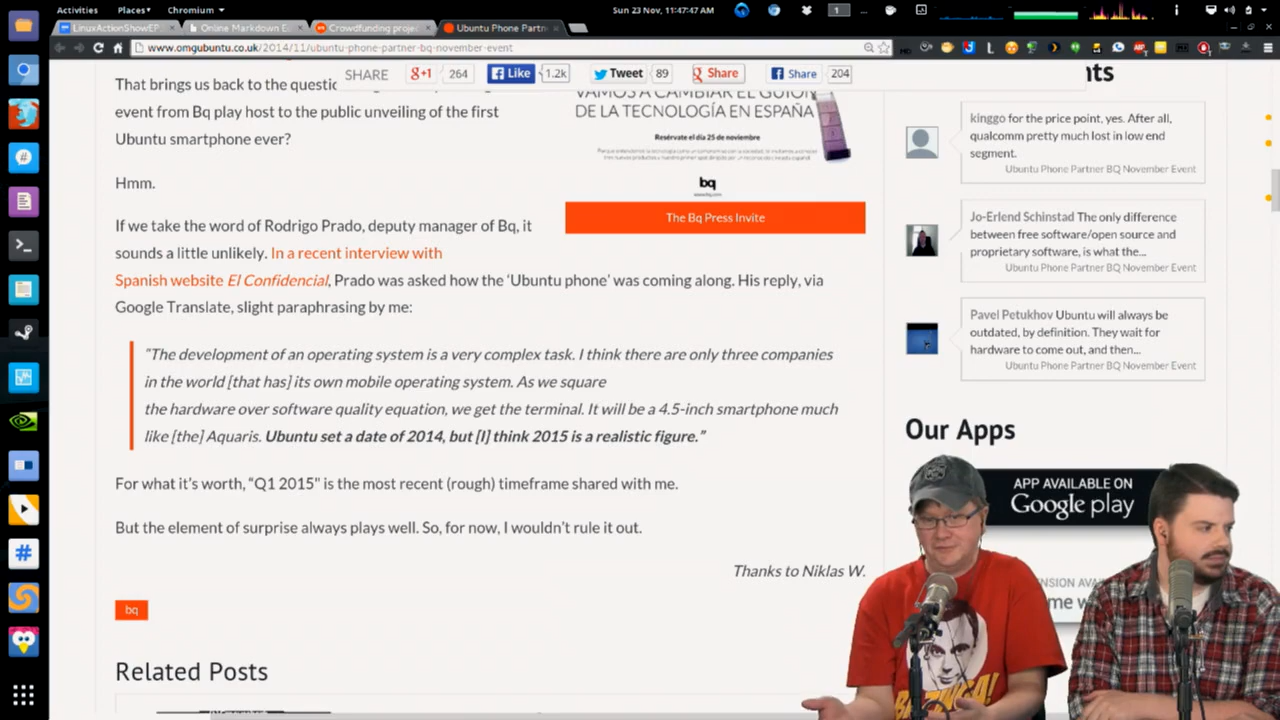 Activities Places Chromium Sun 23 Nov, 11:47:47 AM 1
LinuxActionShowEP Online Markdown E Crowdfunding projec Ubuntu Phone Partn
www.omgubuntu.co.uk/2014/11/ubuntu-phone-partner-bq-november-event
SHARE +1 264 Like 1.2k Tweet 89 Share Share 204
That brings us back to the
event from Bq play host to the public unveiling of the first
Ubuntu smartphone ever?
Hmm.
If we take the word of Rodrigo Prado, deputy manager of Bq, it
sounds a little unlikely. In a recent interview with
Spanish website El Confidencial, Prado was asked how the ‘Ubuntu phone’ was coming along. His reply, via
Google Translate, slight paraphrasing by me:
“The development of an operating system is a very complex task. I think there are only three companies
in the world [that has] its own mobile operating system. As we square
the hardware over software quality equation, we get the terminal. It will be a 4.5-inch smartphone much
like [the] Aquaris. Ubuntu set a date of 2014, but [I] think 2015 is a realistic figure.”
For what it’s worth, “Q1 2015” is the most recent (rough) timeframe shared with me.
But the element of surprise always plays well. So, for now, I wouldn’t rule it out.
Thanks to Niklas W.
bq
Related Posts
VAMOS A CAMBIAR EL GUION
DE LA TECNOLOGÍA EN ESPAÑA
Resérvate el día 25 de noviembre
bq
www.bq.com
The Bq Press Invite
nts
kinggo for the price point, yes. After all,
qualcomm pretty much lost in low end
segment.
Ubuntu Phone Partner BQ November Event
Jo-Erlend Schinstad The only difference
between free software/open source and
proprietary software, is what the...
Ubuntu Phone Partner BQ November Event
Pavel Petukhov Ubuntu will always be
outdated, by definition. They wait for
hardware to come out, and then...
Ubuntu Phone Partner BQ November Event
Our Apps
APP AVAILABLE ON
Google play
BAZINGA!